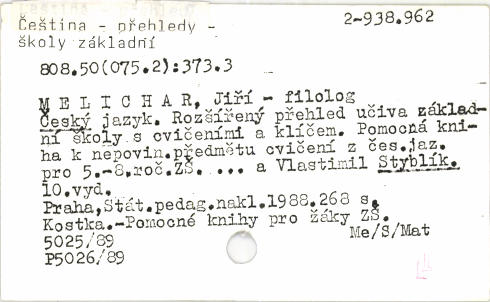 Čeština - přehledy -
školy základní
2-938.962
808.50(075.2):373.3
M E L I C H A R, Jiří - filolog
Český jazyk. Rozšířený přehled učiva základ-
ní školy s cvičeními a klíčem. Pomocná kni-
ha k nepovin.předmětu cvičení z čes.jaz.
pro 5.-8.roč.ZŠ. ... a Vlastimil Styblík.
10.vyd.
Praha,Stát.pedag.nakl.1988.268 s.
Kostka.-Pomocné knihy pro žáky ZŠ.
5025/89
Me/S/Mat
P5026/89